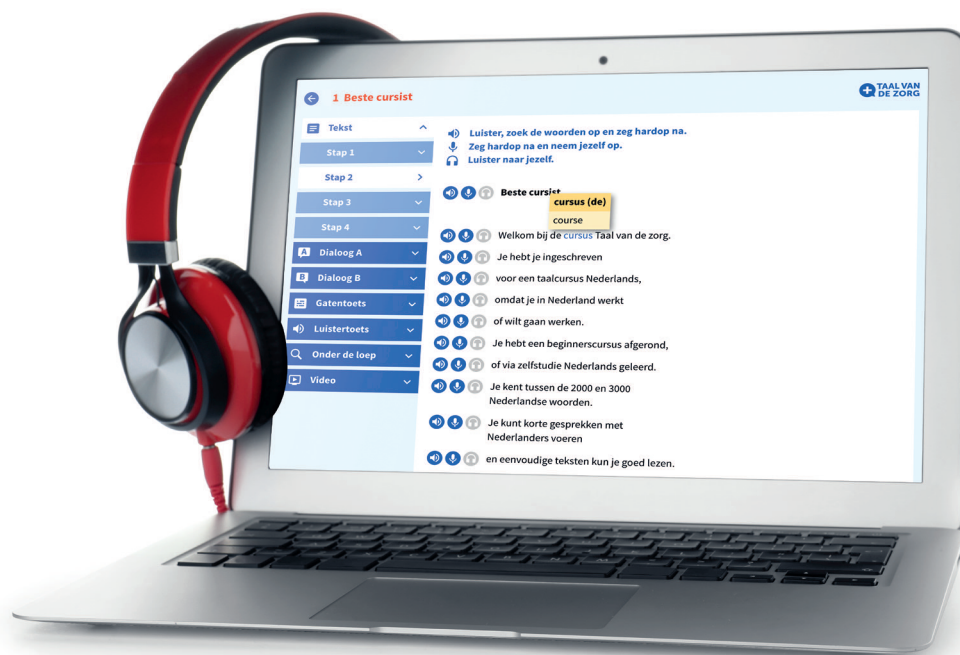 1 Beste cursist
TAAL VAN
DE ZORG
Tekst
Stap 1
Stap 2
Stap 3
Stap 4
A Dialoog A
B Dialoog B
Gatentoets
Luistertoets
Onder de loep
Video
Luister, zoek de woorden op en zeg hardop na.
Zeg hardop na en neem jezelf op.
Luister naar jezelf.
Beste cursist
cursus (de)
course
Welkom bij de cursus Taal van de zorg.
Je hebt je ingeschreven
voor een taalcursus Nederlands,
omdat je in Nederland werkt
of wilt gaan werken.
Je hebt een beginnerscursus afgerond,
of via zelfstudie Nederlands geleerd.
Je kent tussen de 2000 en 3000
Nederlandse woorden.
Je kunt korte gesprekken met
Nederlanders voeren
en eenvoudige teksten kun je goed lezen.